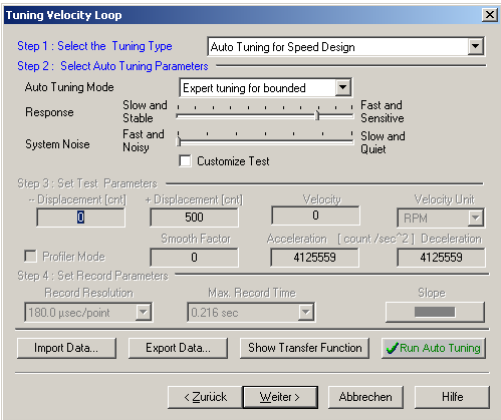 Tuning Velocity Loop
Step 1 : Select the Tuning Type Auto Tuning for Speed Design
Step 2 : Select Auto Tuning Parameters
Auto Tuning Mode Expert tuning for bounded
Response Slow and Stable Fast and Sensitive
System Noise Fast and Noisy Slow and Quiet
Customize Test
Step 3 : Set Test Parameters
-- Displacement [cnt] + Displacement [cnt] Velocity Velocity Unit
0 500 0 RPM
Smooth Factor Acceleration [ count /sec^2 ] Deceleration
Profiler Mode 0 4125559 4125559
Step 4 : Set Record Parameters
Record Resolution Max. Record Time Slope
180.0 µsec/point 0.216 sec
Import Data... Export Data... Show Transfer Function Run Auto Tuning
< Zurück Weiter > Abbrechen Hilfe